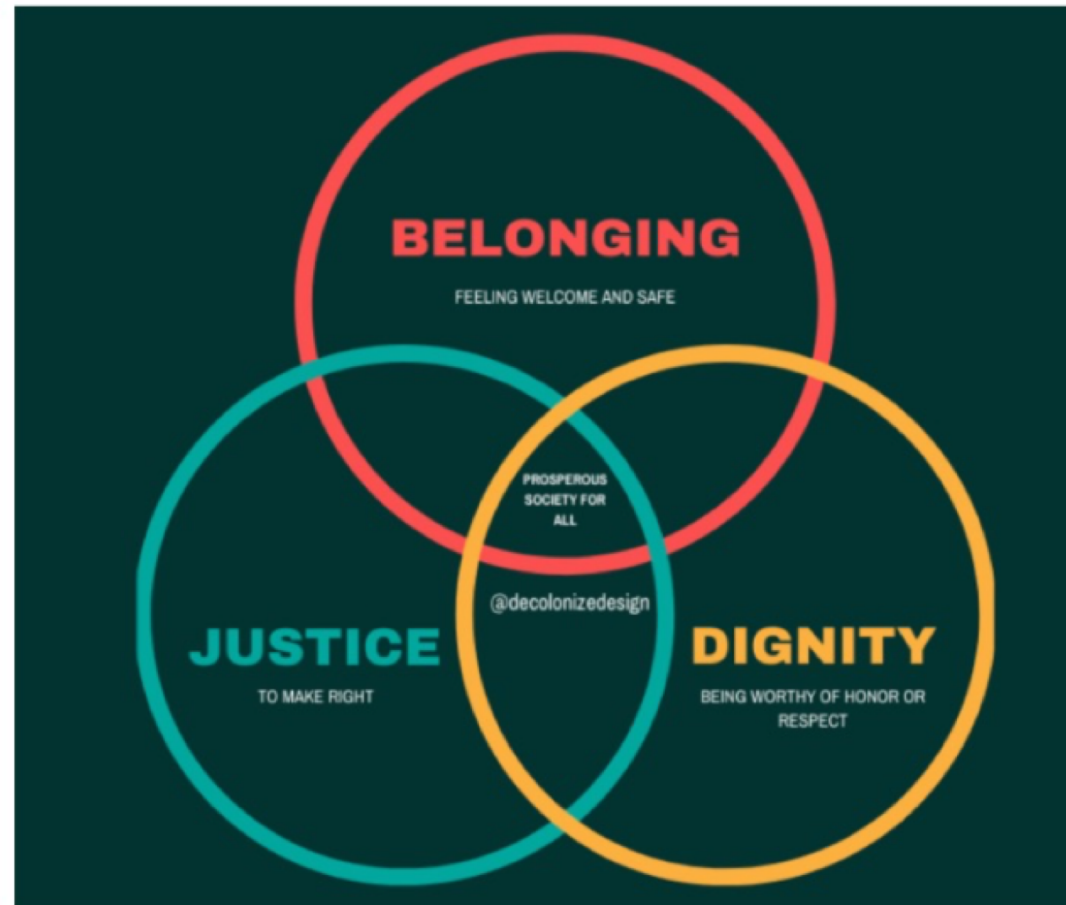 BELONGING
FEELING WELCOME AND SAFE
PROSPEROUS
SOCIETY FOR
ALL
@decolonizedesign
JUSTICE
TO MAKE RIGHT
DIGNITY
BEING WORTHY OF HONOR OR
RESPECT